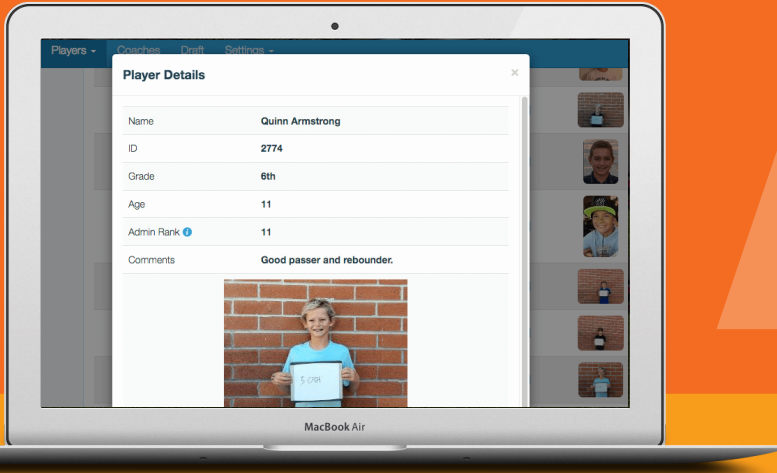 Players Coaches Draft Settings
Player Details ×
Name Quinn Armstrong
ID 2774
Grade 6th
Age 11
Admin Rank i 11
Comments Good passer and rebounder.
MacBook Air